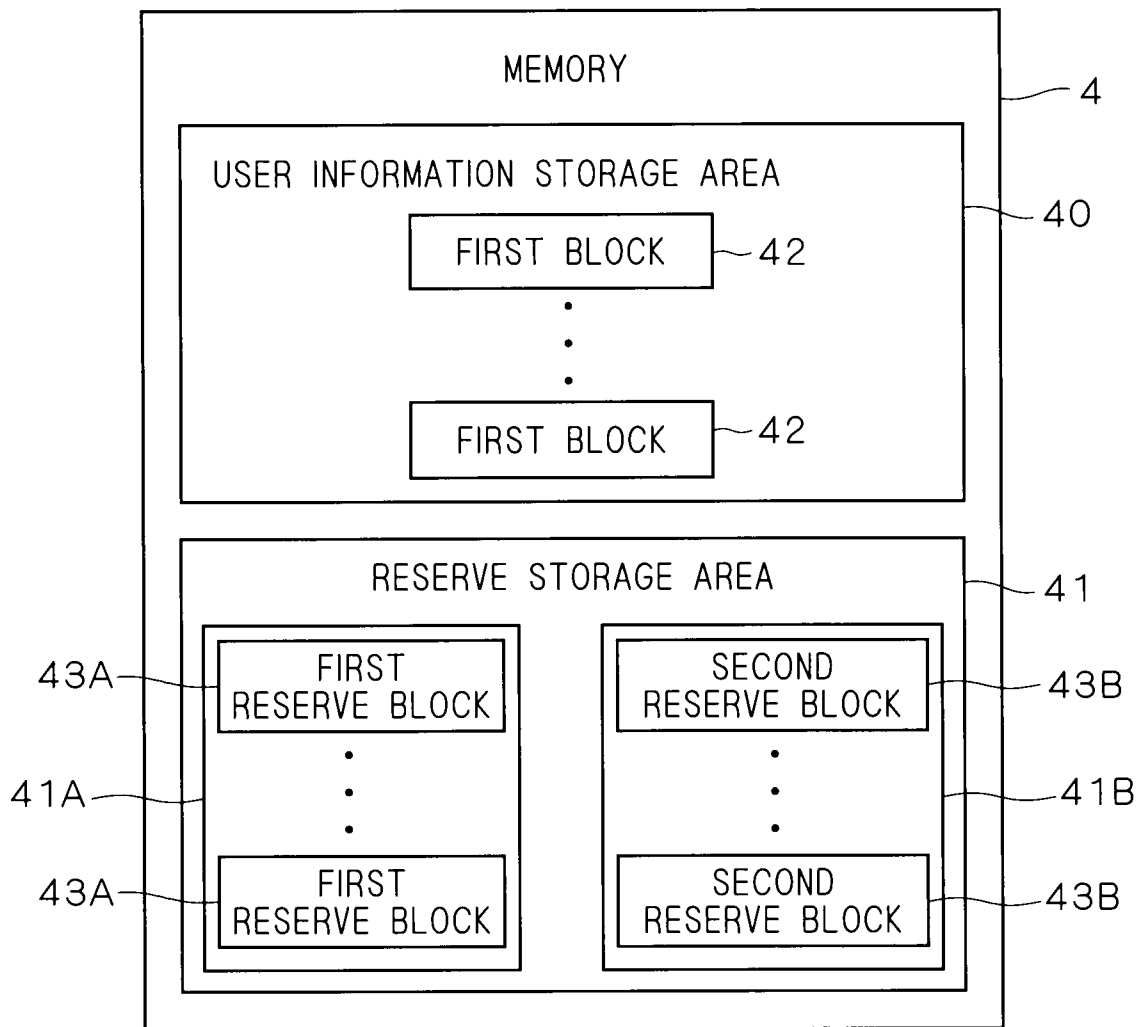 MEMORY
4
USER INFORMATION STORAGE AREA
40
FIRST BLOCK
42
FIRST BLOCK
42
RESERVE STORAGE AREA
41
43A
FIRST
RESERVE BLOCK
SECOND
RESERVE BLOCK
43B
41A
41B
43A
FIRST
RESERVE BLOCK
SECOND
RESERVE BLOCK
43B